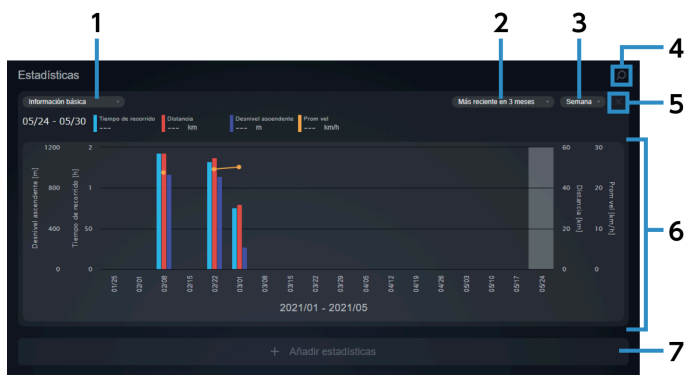 1
2
3
4
Estadísticas
Información básica
Más reciente en 3 meses
Semana
5
05/24 - 05/30
Tiempo de recorrido
---
Distancia
--- km
Desnivel ascendente
--- m
Prom vel
--- km/h
1200 2 60 30
800 1 40 20
400 50 20 10
0 0 0 0
Desnivel ascendente [m]
Tiempo de recorrido [h]
Distancia [km]
Prom vel [km/h]
6
01/25 02/01 02/08 02/15 02/22 03/01 03/08 03/15 03/22 03/29 04/05 04/12 04/19 04/26 05/03 05/10 05/17 05/24
2021/01 - 2021/05
+ Añadir estadísticas
7